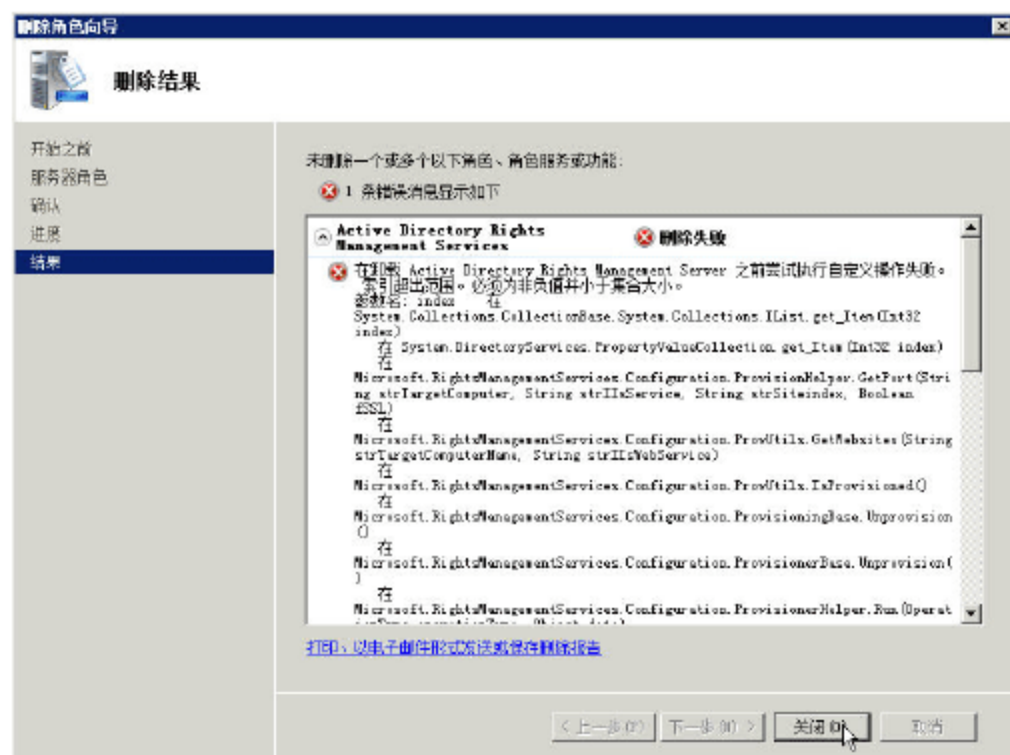 删除角色向导
删除结果
开始之前
服务器角色
确认
进度
结果
未删除一个或多个以下角色、角色服务或功能:
1 条错误消息显示如下
Active Directory Rights
Management Services
删除失败
在卸载 Active Directory Rights Management Server 之前尝试执行自定义操作失败。
索引超出范围。必须为非负值并小于集合大小。
参数名: index 在
System.Collections.CollectionBase.System.Collections.IList.get_Item(Int32
index)
在 System.DirectoryServices.PropertyValueCollection.get_Item(Int32 index)
在
Microsoft.RightsManagementServices.Configuration.ProvisionHelper.GetPort(Stri
ng strTargetComputer, String strIIsService, String strSiteindex, Boolean
fSSL)
在
Microsoft.RightsManagementServices.Configuration.ProvUtils.GetWebsites(String
strTargetComputerName, String strIIsWebService)
在
Microsoft.RightsManagementServices.Configuration.ProvUtils.IsProvisioned()
在
Microsoft.RightsManagementServices.Configuration.ProvisioningBase.Unprovision
()
在
Microsoft.RightsManagementServices.Configuration.ProvisionerBase.Unprovision(
)
在
Microsoft.RightsManagementServices.Configuration.ProvisionerHelper.Run(Operat
打印、以电子邮件形式发送或保存删除报告
< 上一步(P)
下一步(N) >
关闭(O)
取消